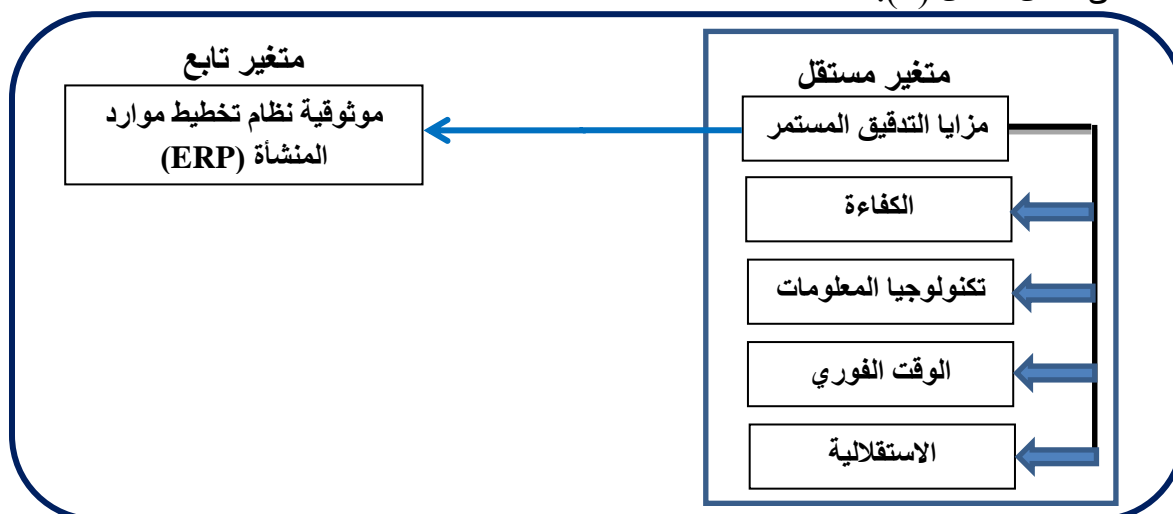 متغير مستقل
مزايا التدقيق المستمر
الكفاءة
تكنولوجيا المعلومات
الوقت الفوري
الاستقلالية
متغير تابع
موثوقية نظام تخطيط موارد
المنشأة (ERP)